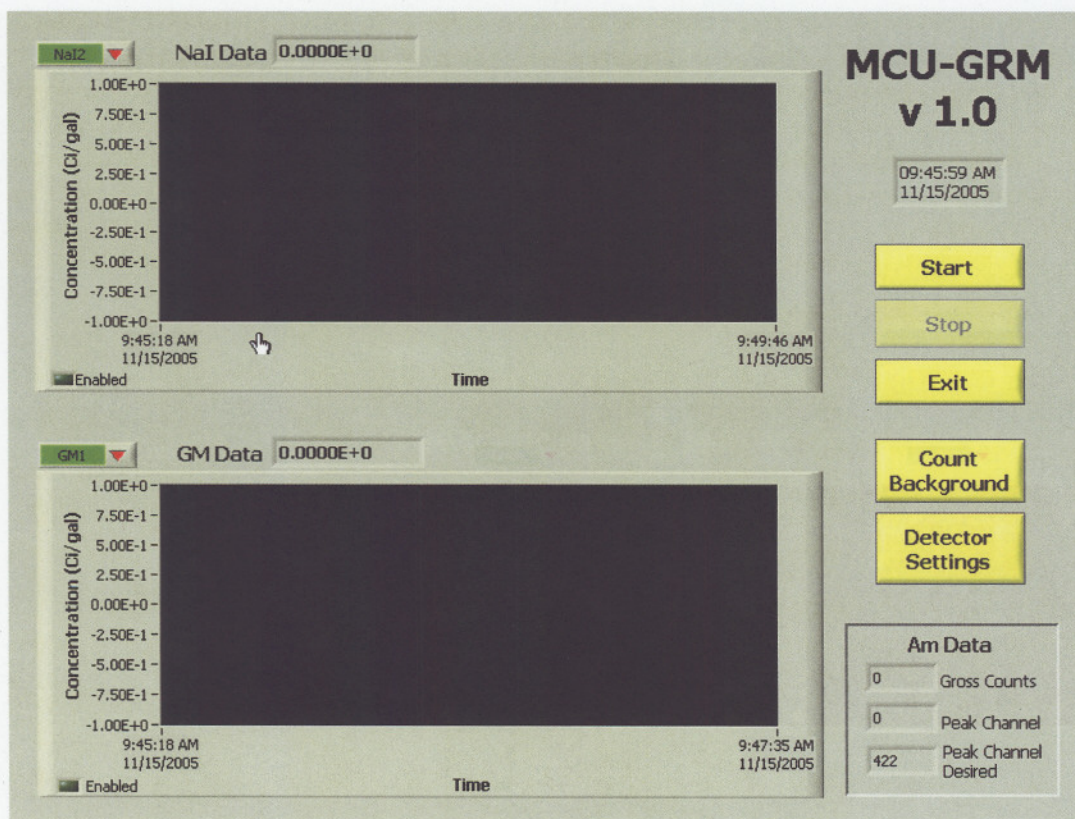 NaI2
NaI Data 0.0000E+0
Concentration (Ci/gal)
1.00E+0
7.50E-1
5.00E-1
2.50E-1
0.00E+0
-2.50E-1
-5.00E-1
-7.50E-1
-1.00E+0
9:45:18 AM
11/15/2005
9:49:46 AM
11/15/2005
Enabled
Time
GM1
GM Data 0.0000E+0
Concentration (Ci/gal)
1.00E+0
7.50E-1
5.00E-1
2.50E-1
0.00E+0
-2.50E-1
-5.00E-1
-7.50E-1
-1.00E+0
9:45:18 AM
11/15/2005
9:47:35 AM
11/15/2005
Enabled
Time
MCU-GRM
v 1.0
09:45:59 AM
11/15/2005
Start
Stop
Exit
Count
Background
Detector
Settings
Am Data
0 Gross Counts
0 Peak Channel
422 Peak Channel
Desired